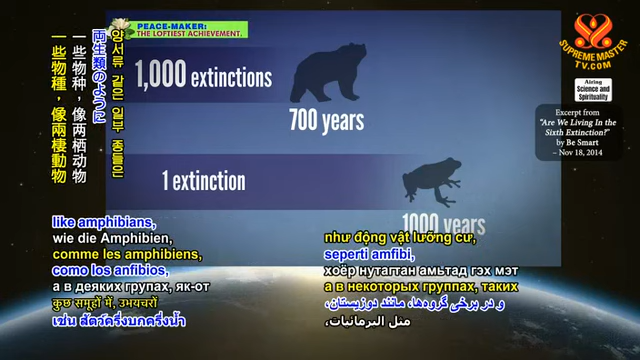 PEACE-MAKER:
THE LOFTIEST ACHIEVEMENT.
1,000 extinctions
700 years
1 extinction
1000 years
SUPREME MASTER
TV.COM
Airing
Science and
Spirituality
Excerpt from
"Are We Living In the
Sixth Extinction?"
by Be Smart
~ Nov 18, 2014
양서류 같은 일부 종들은
両生類のように
一些物种，像两栖动物
一些物種，像兩棲動物
like amphibians,
wie die Amphibien,
comme les amphibiens,
como los anfibios,
а в деяких групах, як-от
कुछ समूहों में, उभयचरों
เช่น สัตว์ครึ่งบกครึ่งน้ำ
như động vật lưỡng cư,
seperti amfibi,
хоёр нутагтан амьтад гэх мэт
а в некоторых группах, таких
و در برخی گروه‌ها، مانند دوزیستان،
مثل البرمائيات،